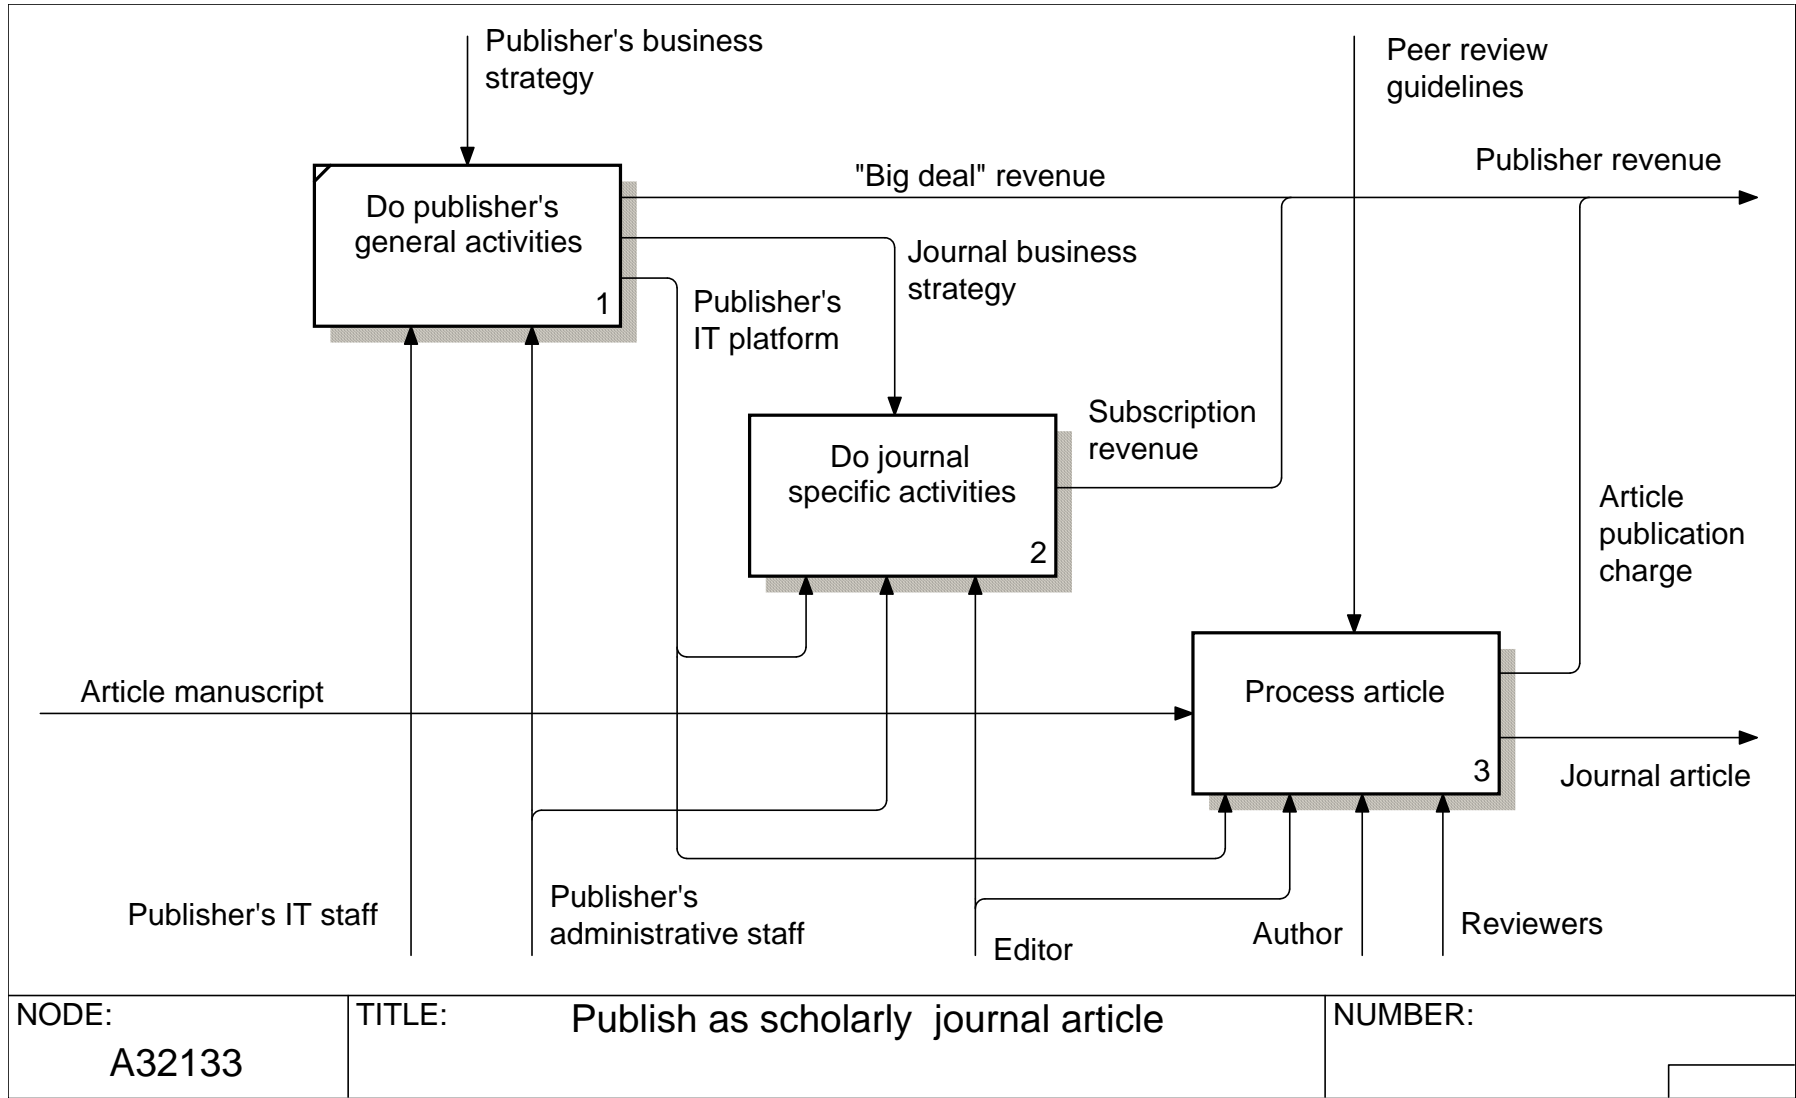 Publisher's business
strategy
Peer review
guidelines
"Big deal" revenue
Publisher revenue
Do publisher's
general activities
1
Journal business
strategy
Publisher's
IT platform
Subscription
revenue
Do journal
specific activities
2
Article
publication
charge
Article manuscript
Process article
3
Journal article
Publisher's IT staff
Publisher's
administrative staff
Editor
Author
Reviewers
NODE:
A32133
TITLE:
Publish as scholarly  journal article
NUMBER: